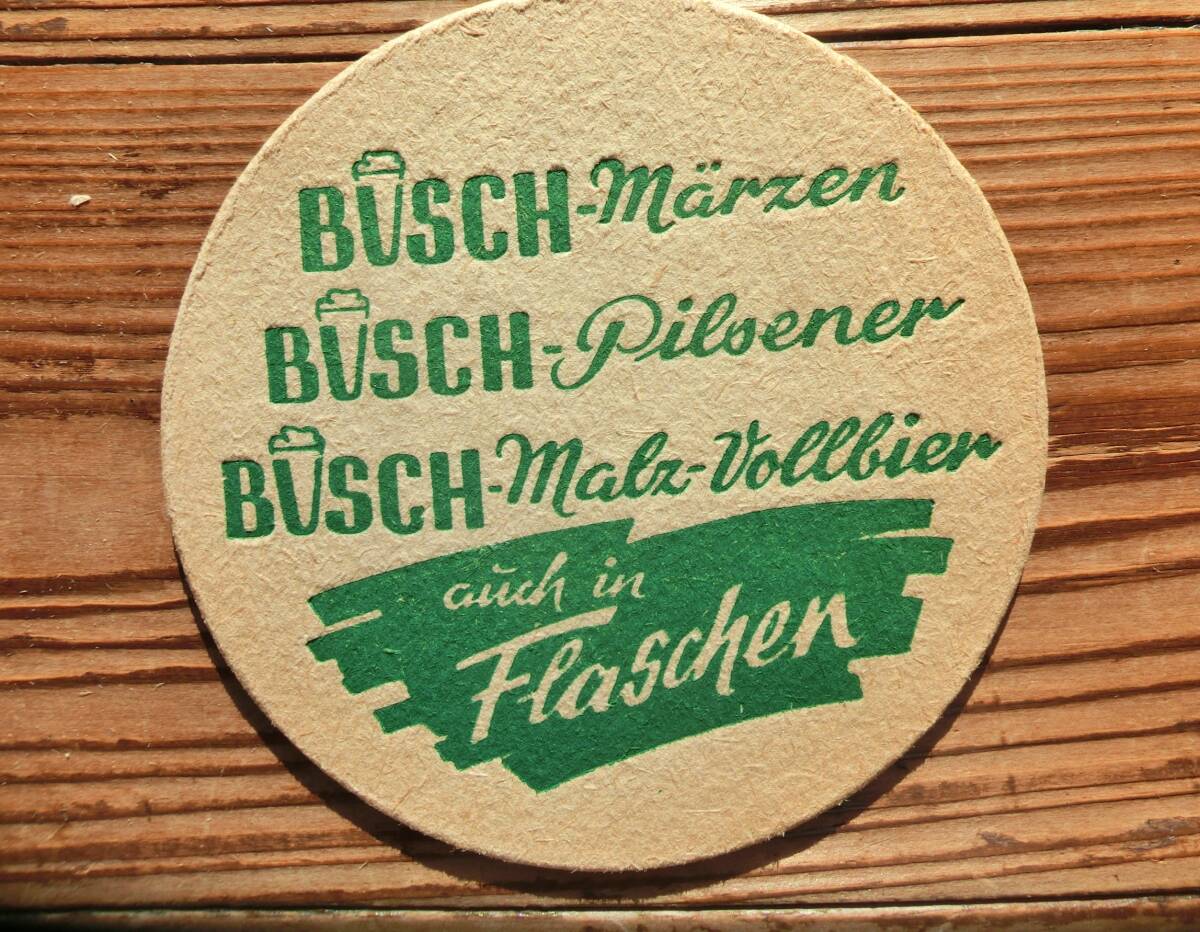 BUSCH-Märzen
BUSCH-Pilsener
BUSCH-Malz-Vollbier
auch in
Flaschen